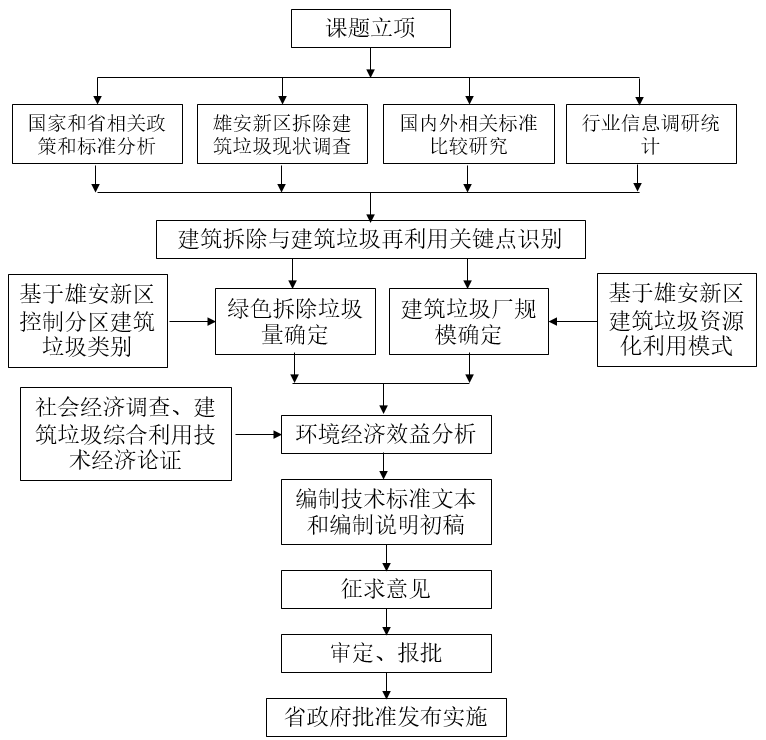 课题立项
国家和省相关政
策和标准分析
雄安新区拆除建
筑垃圾现状调查
国内外相关标准
比较研究
行业信息调研统
计
建筑拆除与建筑垃圾再利用关键点识别
基于雄安新区
控制分区建筑
垃圾类别
绿色拆除垃圾
量确定
建筑垃圾厂规
模确定
基于雄安新区
建筑垃圾资源
化利用模式
社会经济调查、建
筑垃圾综合利用技
术经济论证
环境经济效益分析
编制技术标准文本
和编制说明初稿
征求意见
审定、报批
省政府批准发布实施